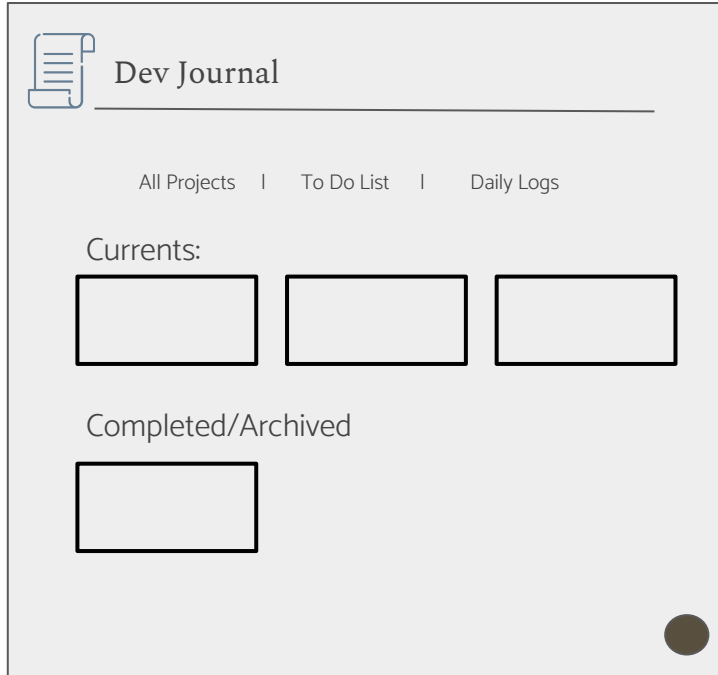 Dev Journal
All Projects | To Do List | Daily Logs
Currents:
Completed/Archived